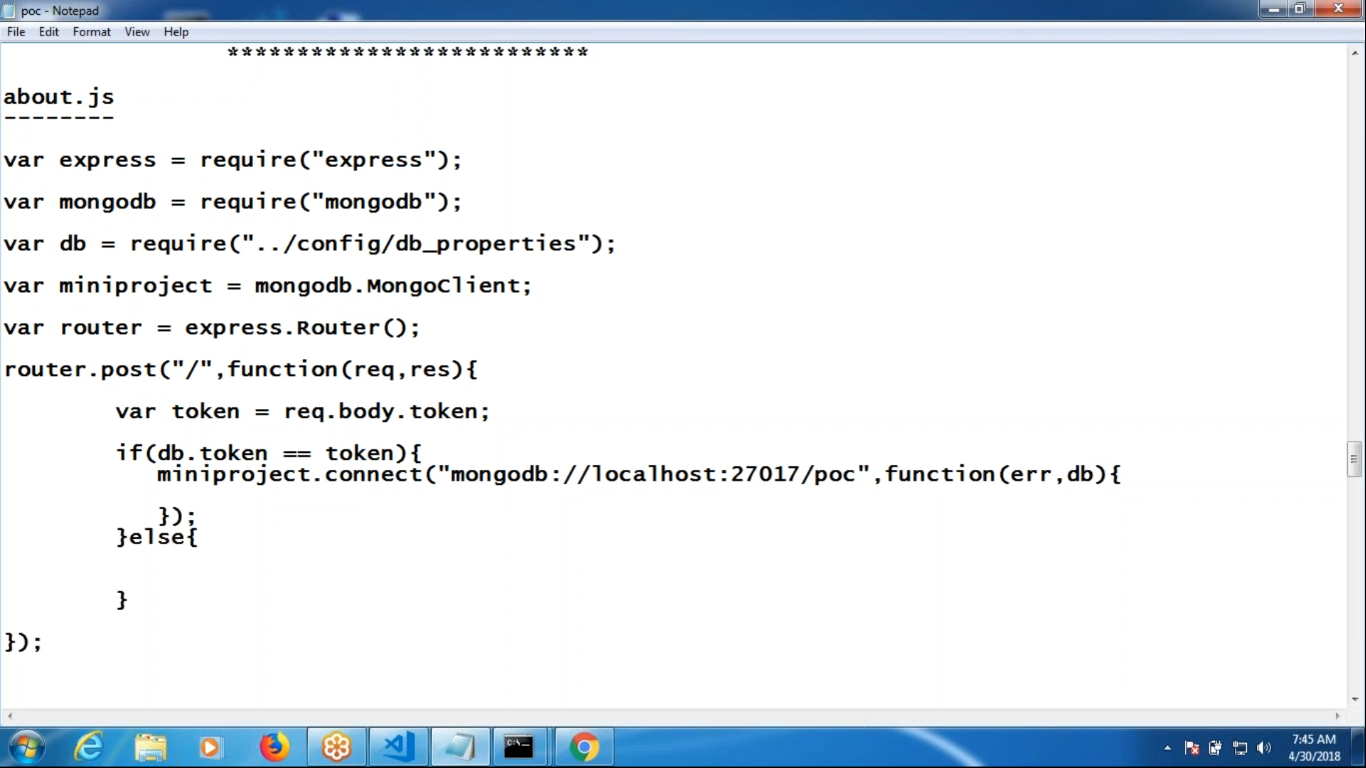 poc - Notepad
File Edit Format View Help
**************************
about.js
--------
var express = require("express");
var mongodb = require("mongodb");
var db = require("../config/db_properties");
var miniproject = mongodb.MongoClient;
var router = express.Router();
router.post("/",function(req,res){
var token = req.body.token;
if(db.token == token){
miniproject.connect("mongodb://localhost:27017/poc",function(err,db){
});
}else{
}
});
C:\.
7:45 AM
4/30/2018